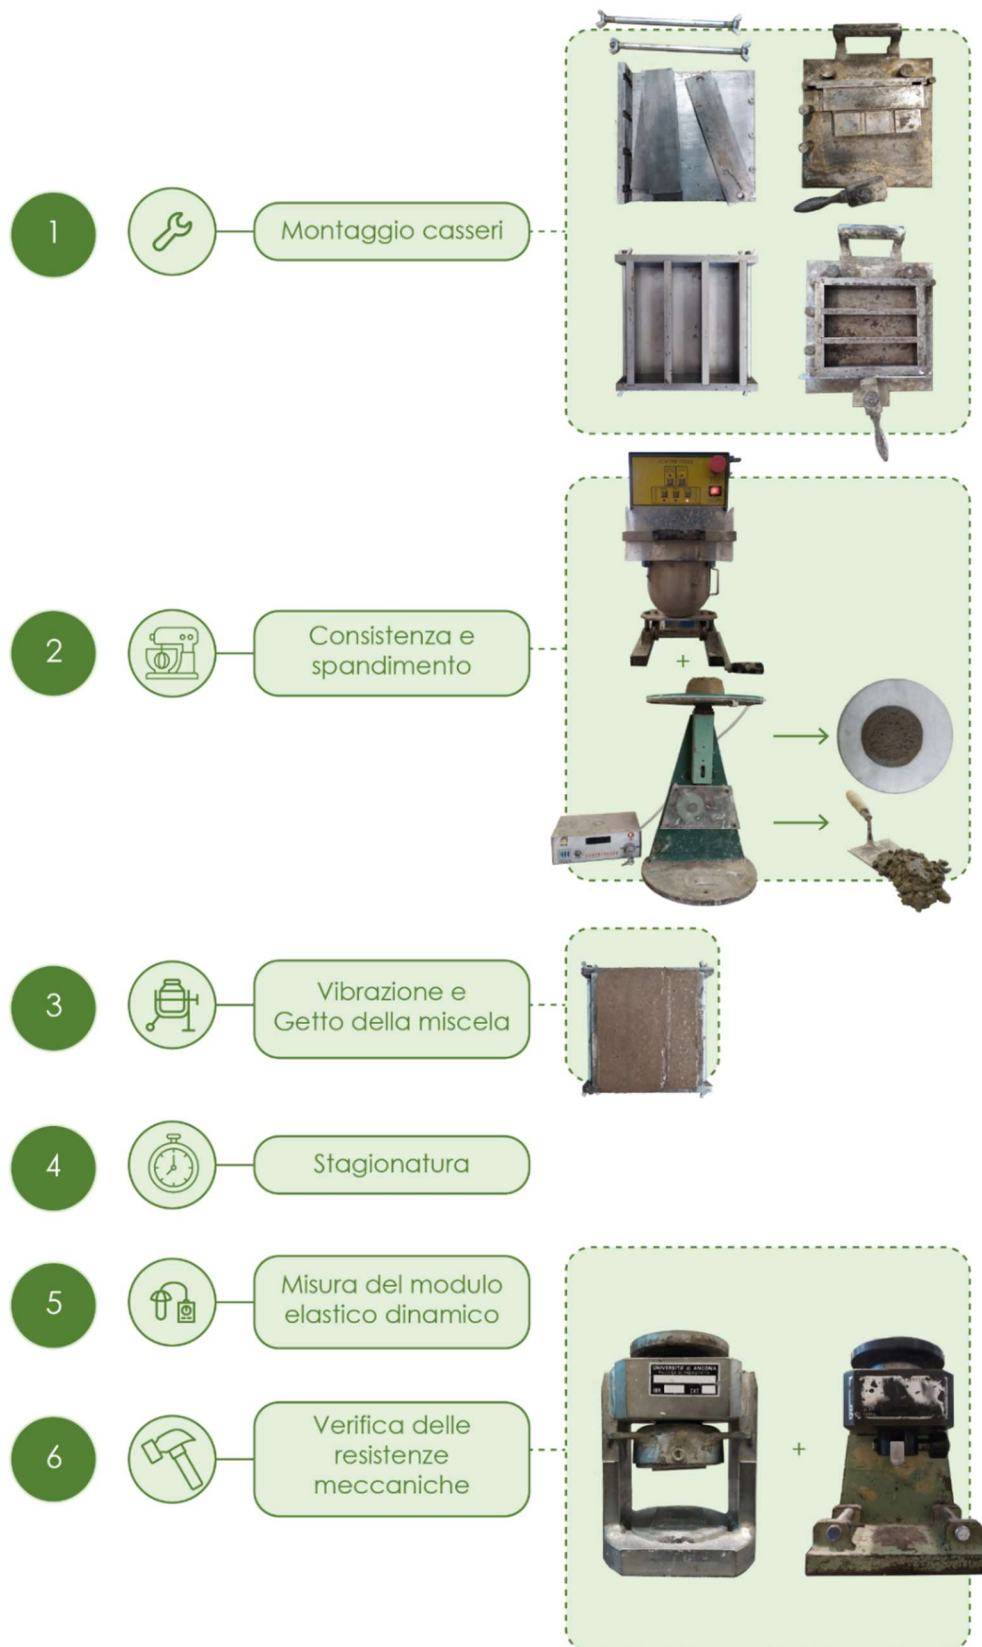 1
Montaggio casseri
2
Consistenza e
spandimento
+
3
Vibrazione e
Getto della miscela
4
Stagionatura
5
Misura del modulo
elastico dinamico
UNIVERSITÀ di ANCONA
6
Verifica delle
resistenze
meccaniche
+